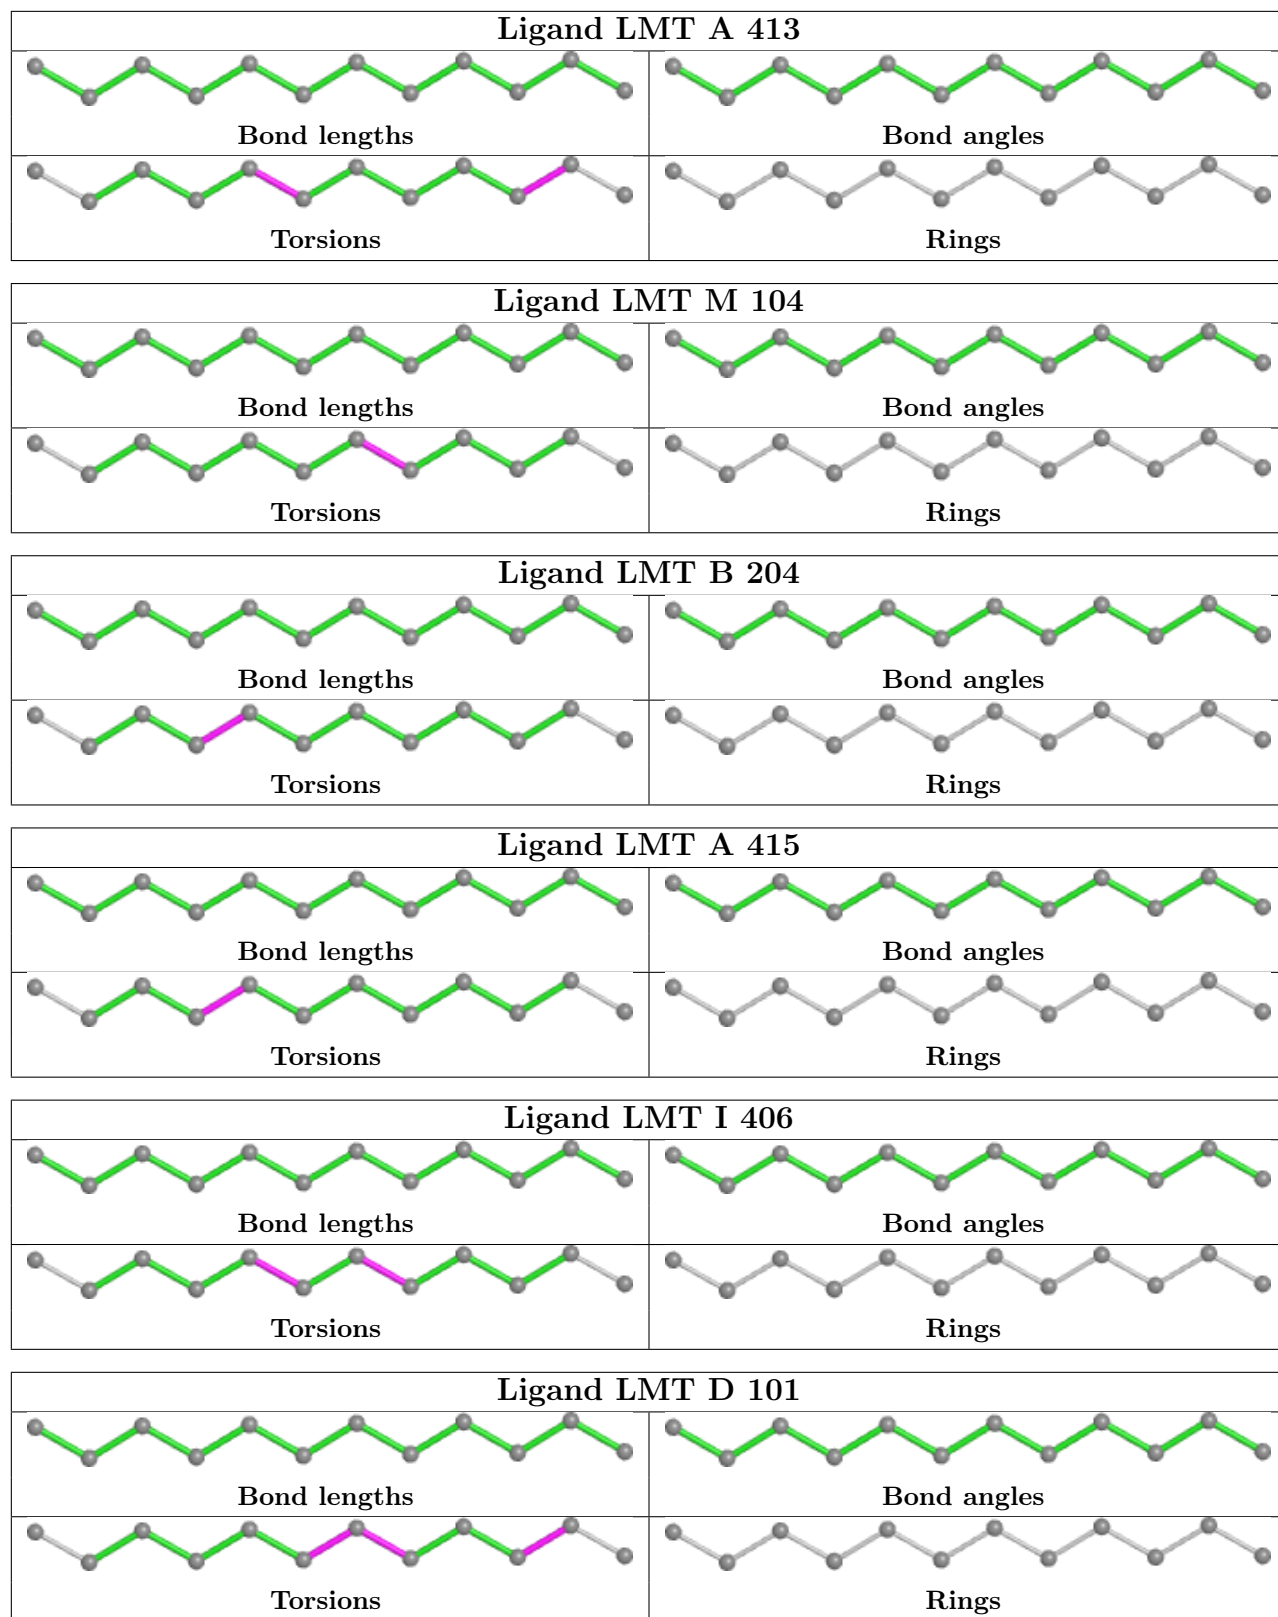 Ligand LMT A 413
Bond lengths Bond angles
Torsions Rings
Ligand LMT M 104
Bond lengths Bond angles
Torsions Rings
Ligand LMT B 204
Bond lengths Bond angles
Torsions Rings
Ligand LMT A 415
Bond lengths Bond angles
Torsions Rings
Ligand LMT I 406
Bond lengths Bond angles
Torsions Rings
Ligand LMT D 101
Bond lengths Bond angles
Torsions Rings